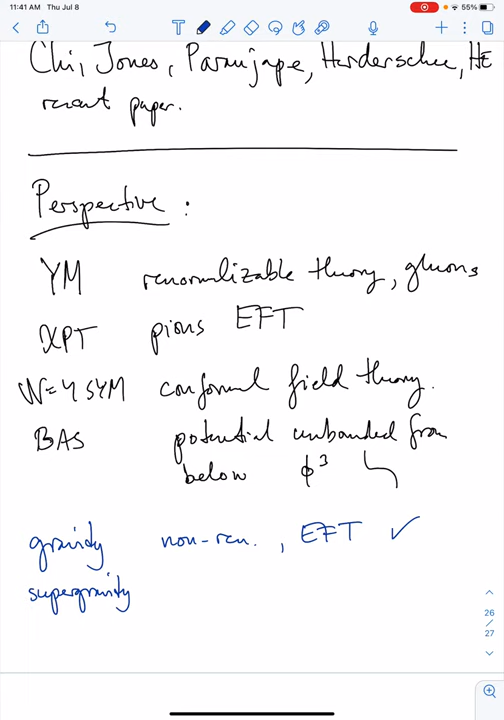 11:41 AM Thu Jul 8
55%
Chi, Jones, Paranjape, Herderschee, HE
recent paper.
Perspective :
YM renormalizable theory, gluons
χPT pions EFT
N=4 SYM conformal field theory.
BAS potential unbounded from
below ϕ³
gravity non-ren. , EFT ✓
supergravity
26
/
27